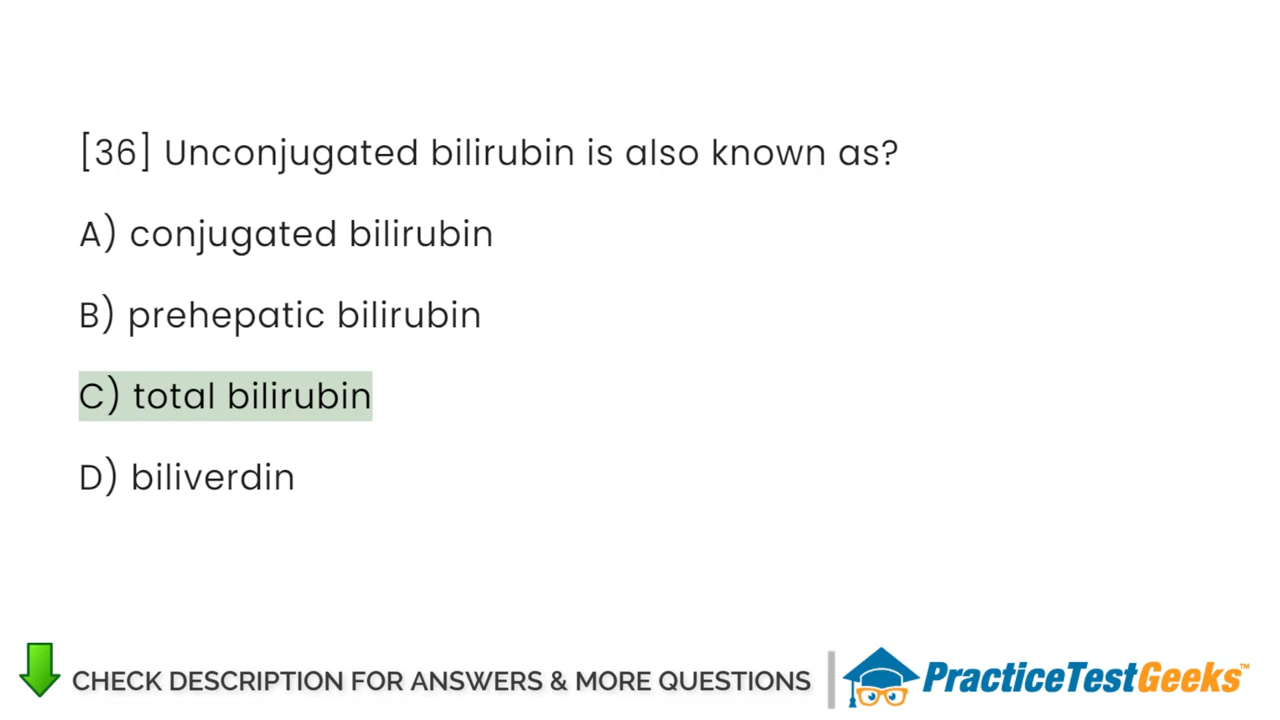 [36] Unconjugated bilirubin is also known as?
A) conjugated bilirubin
B) prehepatic bilirubin
C) total bilirubin
D) biliverdin
CHECK DESCRIPTION FOR ANSWERS & MORE QUESTIONS
PracticeTestGeeks™